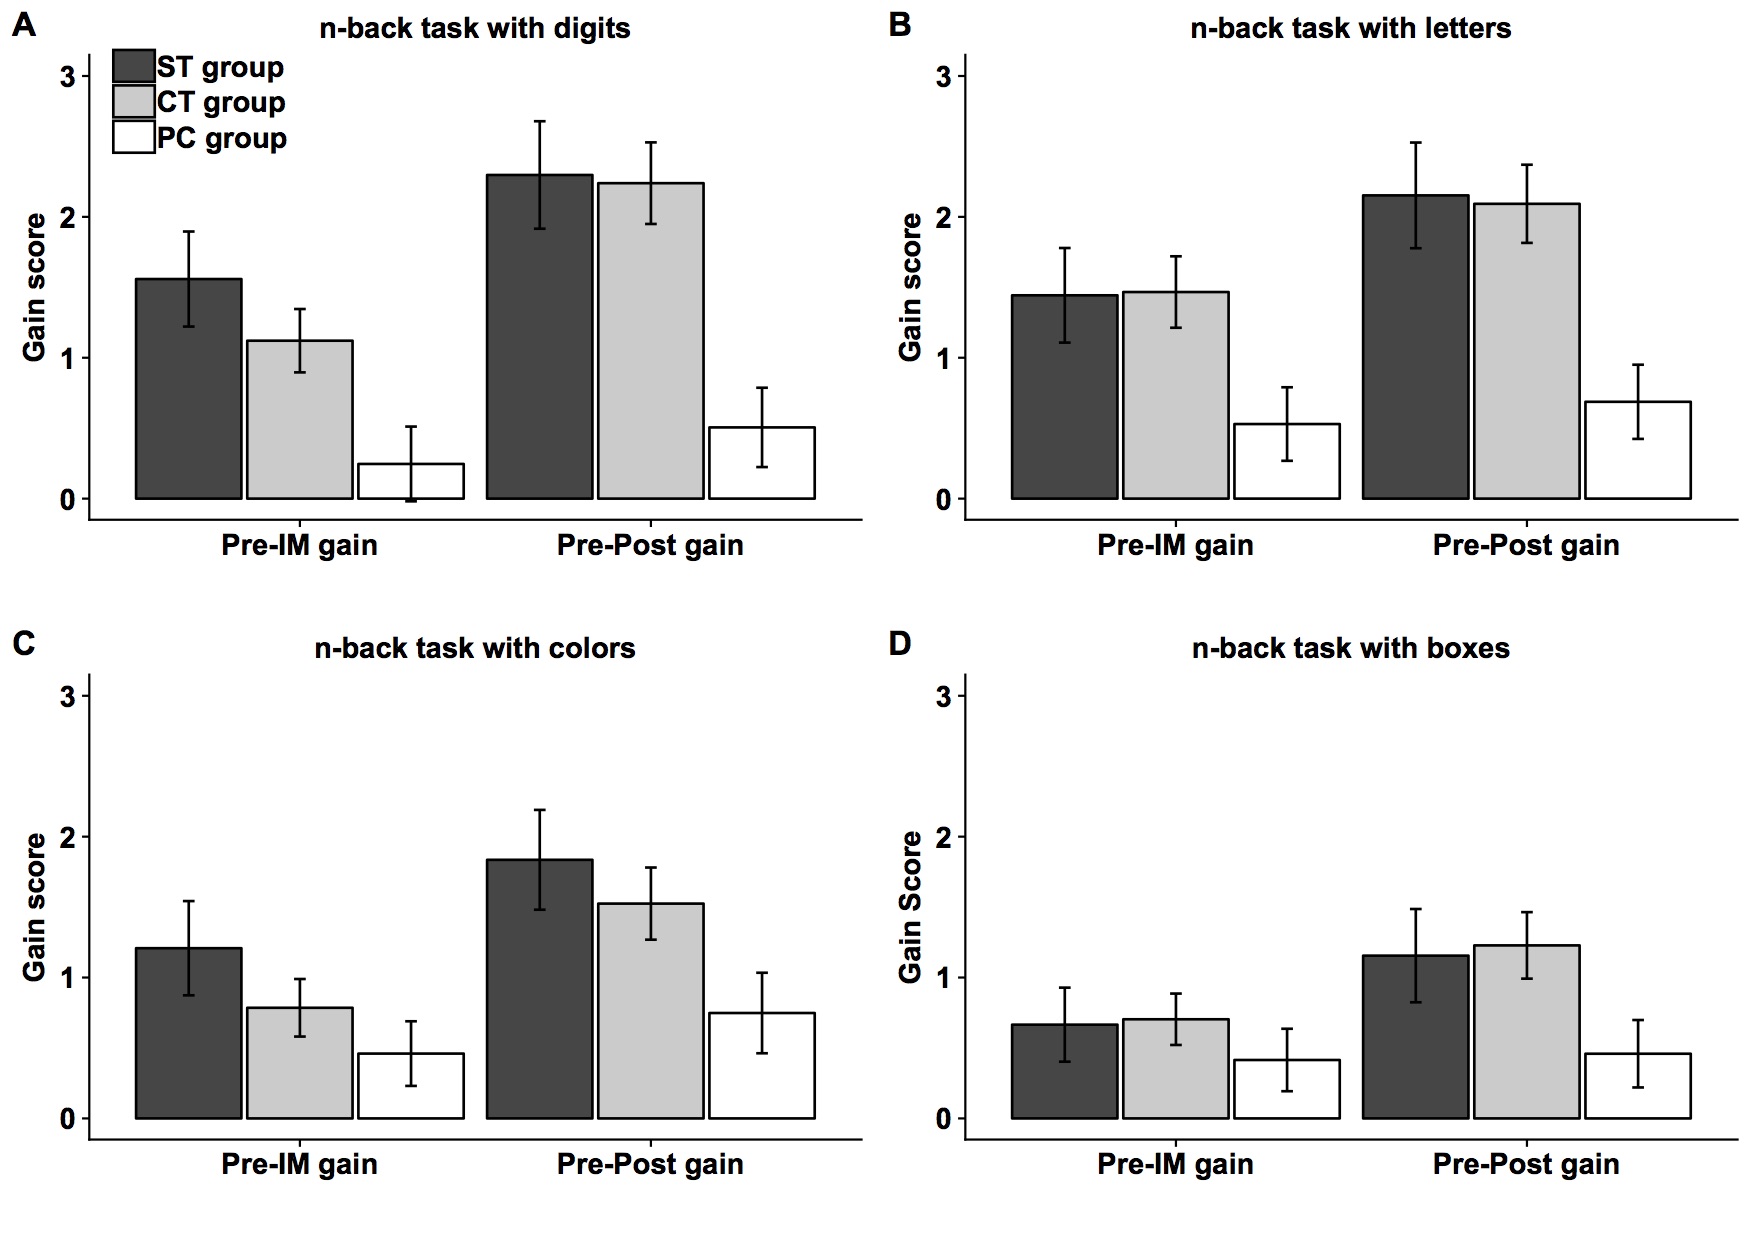 A
n-back task with digits
ST group
CT group
PC group
Gain score
3
2
1
0
Pre-IM gain
Pre-Post gain
B
n-back task with letters
Gain score
3
2
1
0
Pre-IM gain
Pre-Post gain
C
n-back task with colors
Gain score
3
2
1
0
Pre-IM gain
Pre-Post gain
D
n-back task with boxes
Gain Score
3
2
1
0
Pre-IM gain
Pre-Post gain